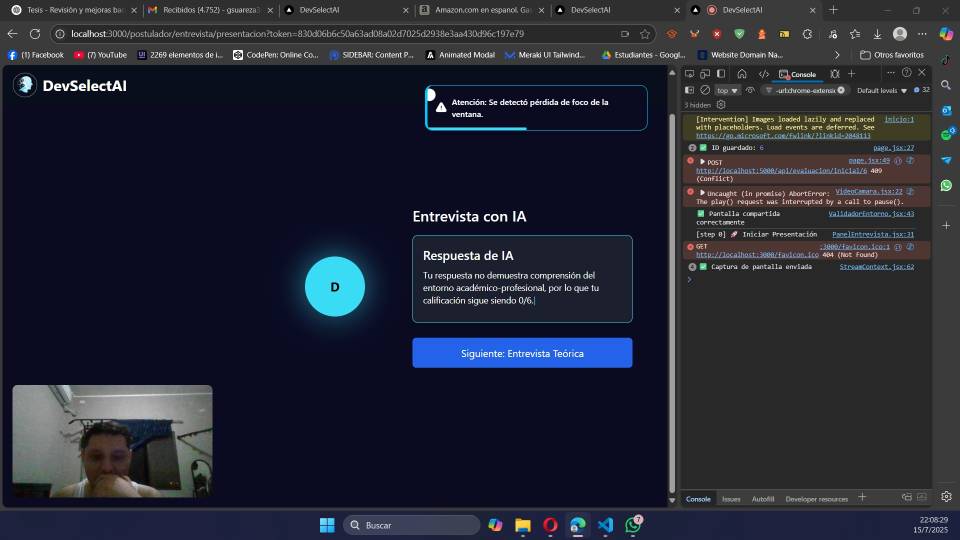 Tesis - Revisión y mejoras ba
Recibidos (4.752) - gsuareza3
DevSelectAI
Amazon.com en espanol. Ga
DevSelectAI
DevSelectAI
localhost:3000/postulador/entrevista/presentacion?token=830d06b6c50a63ad08a02d7025d2938e3aa430d96c197e79
(1) Facebook
(7) YouTube
2269 elementos de i...
CodePen: Online Co...
SIDEBAR: Content P...
Animated Modal
Meraki UI Tailwind...
Estudiantes - Googl...
Website Domain Na...
Otros favoritos
DevSelectAI
Atención: Se detectó pérdida de foco de la
ventana.
Entrevista con IA
D
Respuesta de IA
Tu respuesta no demuestra comprensión del
entorno académico-profesional, por lo que tu
calificación sigue siendo 0/6.
Siguiente: Entrevista Teórica
Console
top
-url:chrome-extensi
Default levels
32
3 hidden
[Intervention] Images loaded lazily and replaced inicio:1
with placeholders. Load events are deferred. See
https://go.microsoft.com/fwlink/?linkid=2048113
2 ID guardado: 6 page.jsx:27
POST page.jsx:49
http://localhost:5000/api/evaluacion/inicial/6 409
(Conflict)
Uncaught (in promise) AbortError: VideoCamara.jsx:22
The play() request was interrupted by a call to pause().
Pantalla compartida ValidadorEntorno.jsx:43
correctamente
[step 0] 🚀 Iniciar Presentación PanelEntrevista.jsx:31
GET :3000/favicon.ico:1
http://localhost:3000/favicon.ico 404 (Not Found)
4 Captura de pantalla enviada StreamContext.jsx:62
Console
Issues
Autofill
Developer resources
Buscar
7
22:08:29
15/7/2025